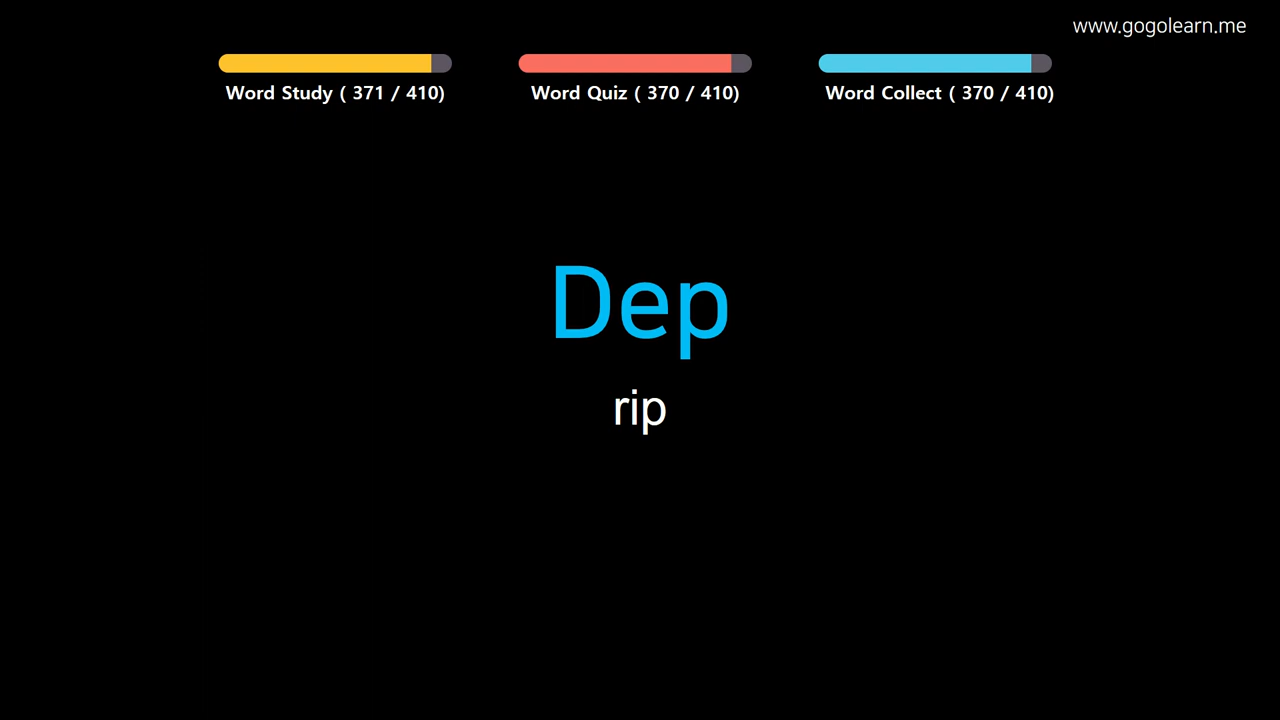 www.gogolearn.me
Word Study ( 371 / 410)
Word Quiz ( 370 / 410)
Word Collect ( 370 / 410)
Dep
rip